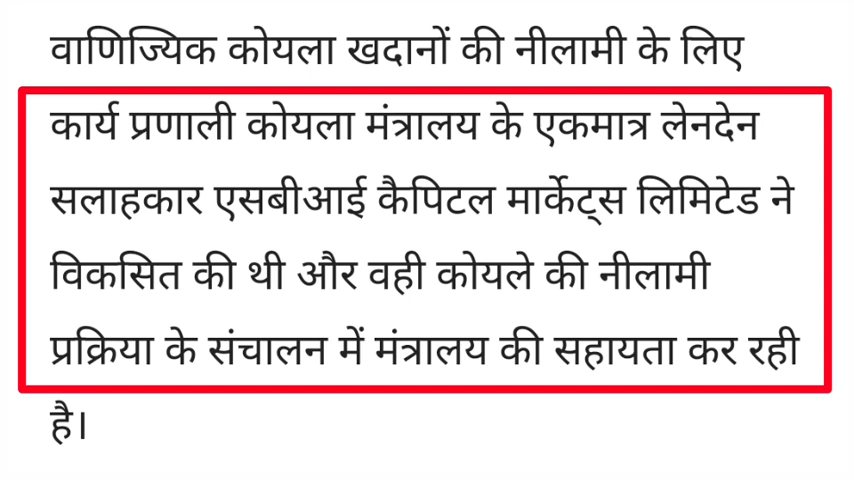 वाणिज्यिक कोयला खदानों की नीलामी के लिए
कार्य प्रणाली कोयला मंत्रालय के एकमात्र लेनदेन
सलाहकार एसबीआई कैपिटल मार्केट्स लिमिटेड ने
विकसित की थी और वही कोयले की नीलामी
प्रक्रिया के संचालन में मंत्रालय की सहायता कर रही
है।